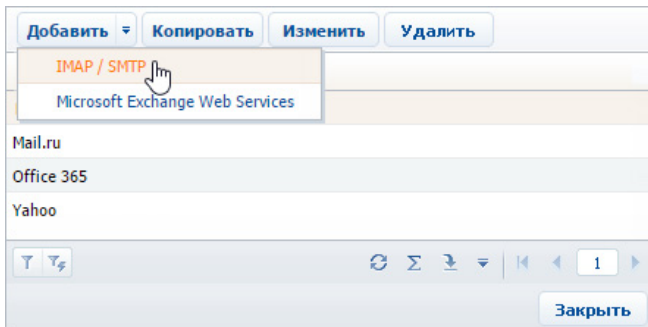 Добавить Копировать Изменить Удалить
IMAP / SMTP
Microsoft Exchange Web Services
Mail.ru
Office 365
Yahoo
1
Закрыть